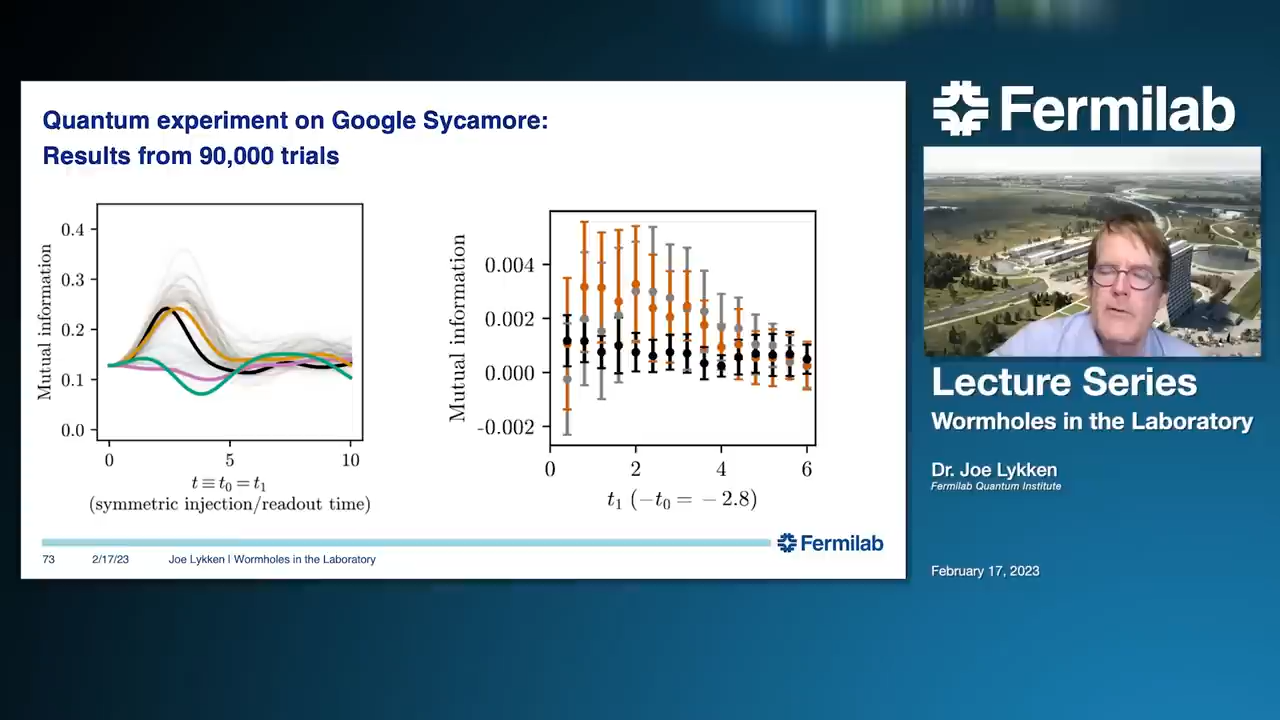 Quantum experiment on Google Sycamore:
Results from 90,000 trials
Mutual information
0.4
0.3
0.2
0.1
0.0
0
5
10
t ≡ t₀ = t₁
(symmetric injection/readout time)
Mutual information
0.004
0.002
0.000
-0.002
0
2
4
6
t₁ (−t₀ = −2.8)
Fermilab
73
2/17/23
Joe Lykken | Wormholes in the Laboratory
Fermilab
Lecture Series
Wormholes in the Laboratory
Dr. Joe Lykken
Fermilab Quantum Institute
February 17, 2023